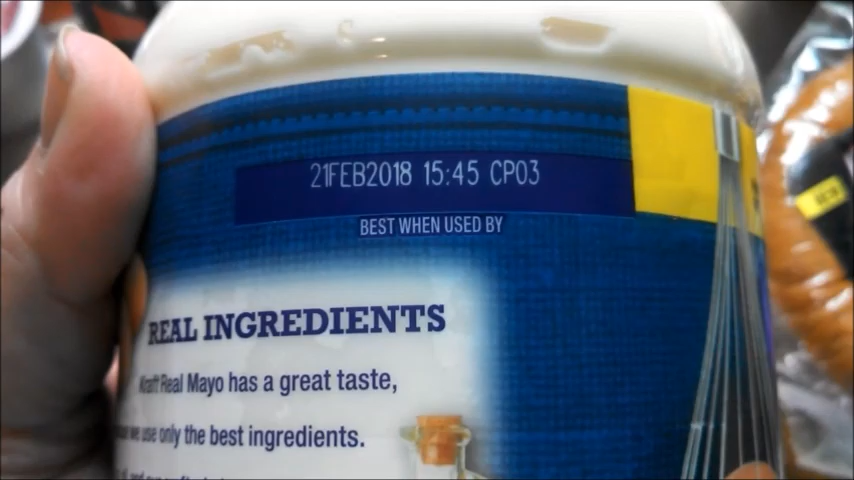 21FEB2018 15:45 CP03
BEST WHEN USED BY
REAL INGREDIENTS
Kraft Real Mayo has a great taste,
we use only the best ingredients.